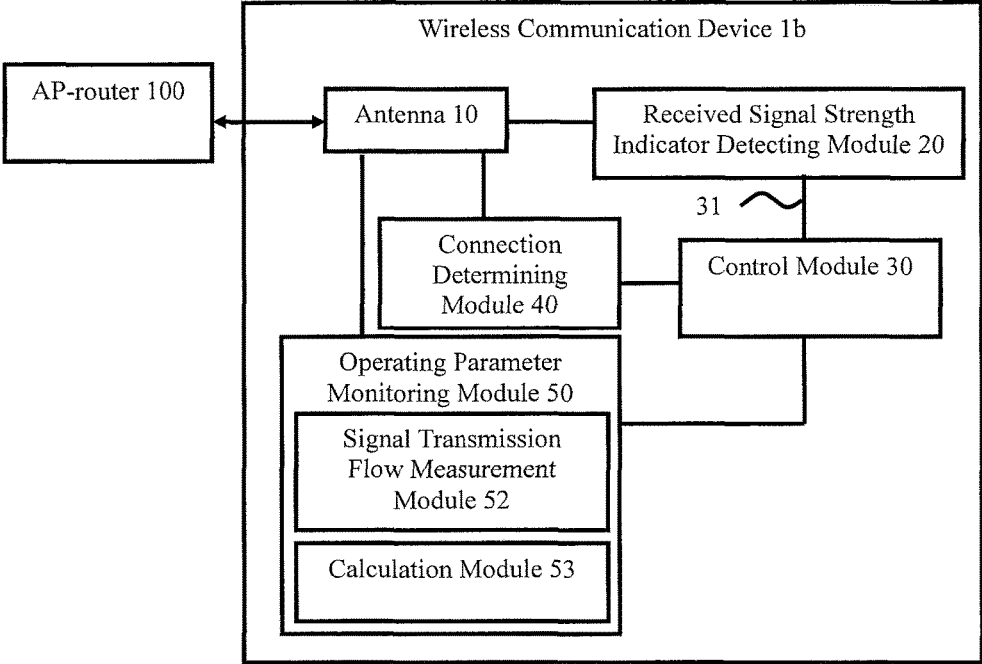 Wireless Communication Device 1b
AP-router 100
Antenna 10
Received Signal Strength
Indicator Detecting Module 20
31
Connection
Determining
Module 40
Control Module 30
Operating Parameter
Monitoring Module 50
Signal Transmission
Flow Measurement
Module 52
Calculation Module 53